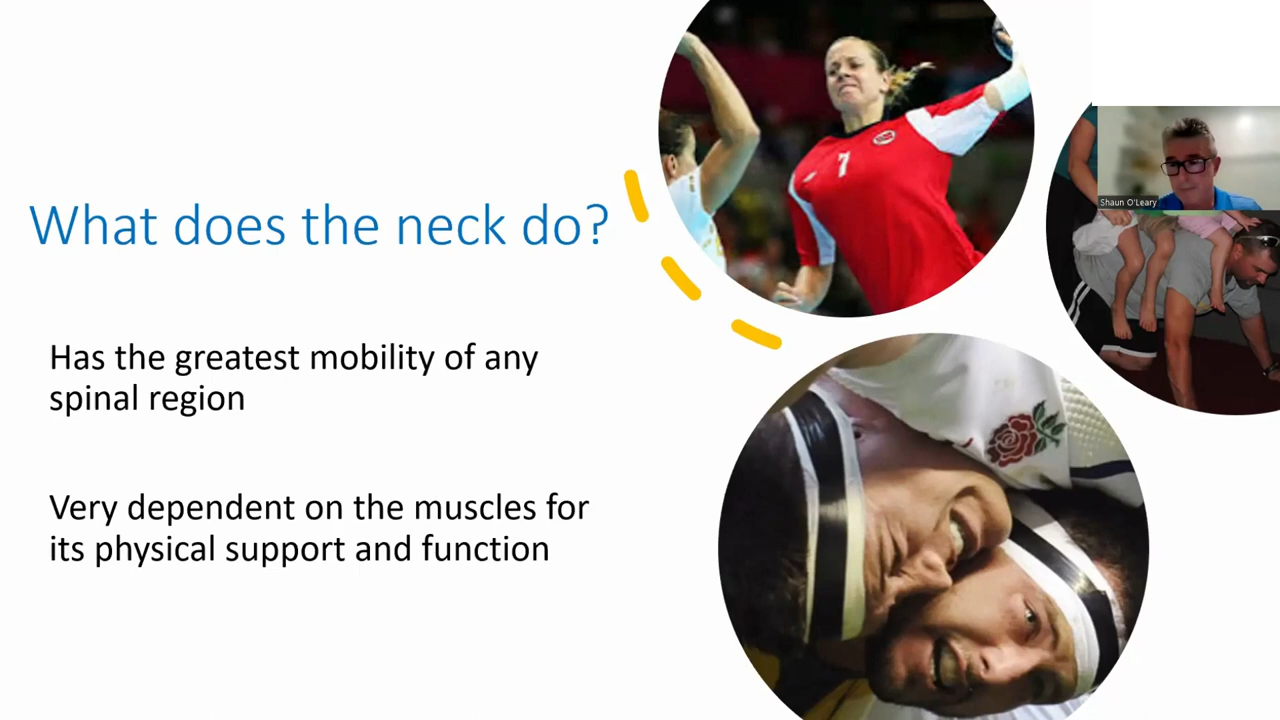 What does the neck do?
Has the greatest mobility of any
spinal region
Very dependent on the muscles for
its physical support and function
7
Shaun O'Leary